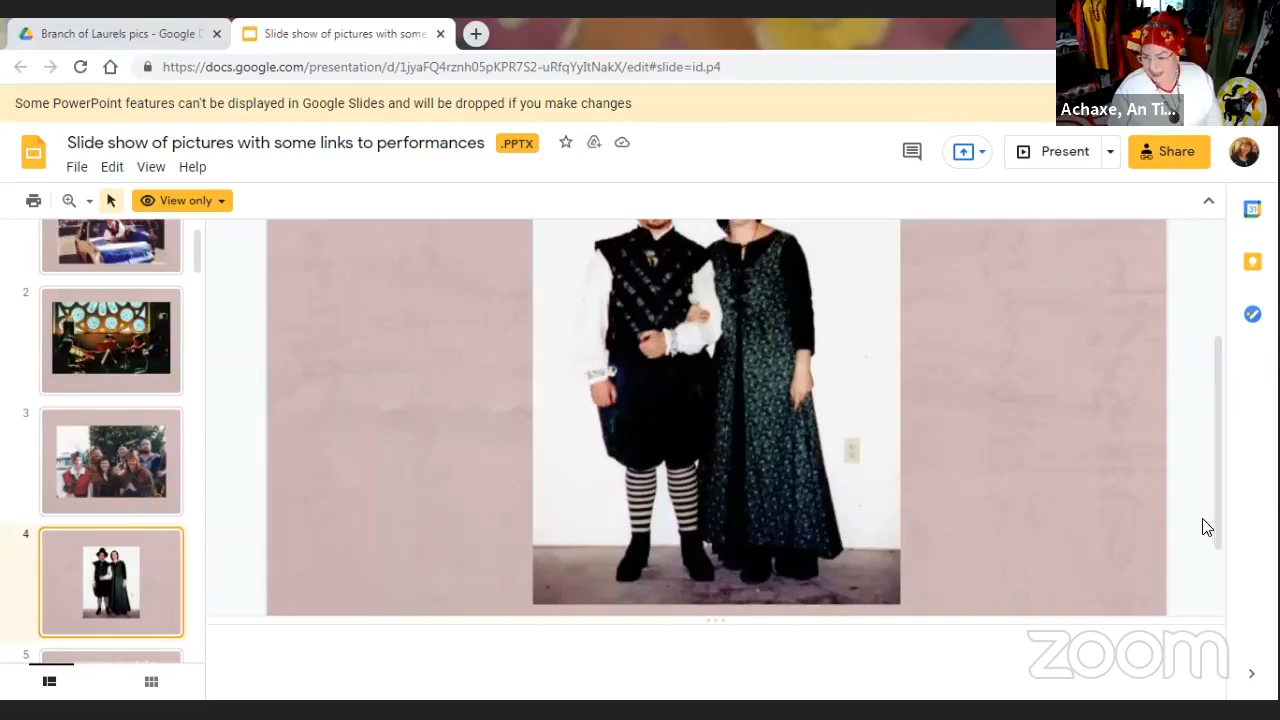 Branch of Laurels pics - Google D
Slide show of pictures with some
https://docs.google.com/presentation/d/1jyaFQ4rznh05pKPR7S2-uRfqYyItNakX/edit#slide=id.p4
Some PowerPoint features can't be displayed in Google Slides and will be dropped if you make changes
Achaxe, An Ti...
Slide show of pictures with some links to performances .PPTX
File Edit View Help
Present
Share
View only
31
2
3
4
5
zoom